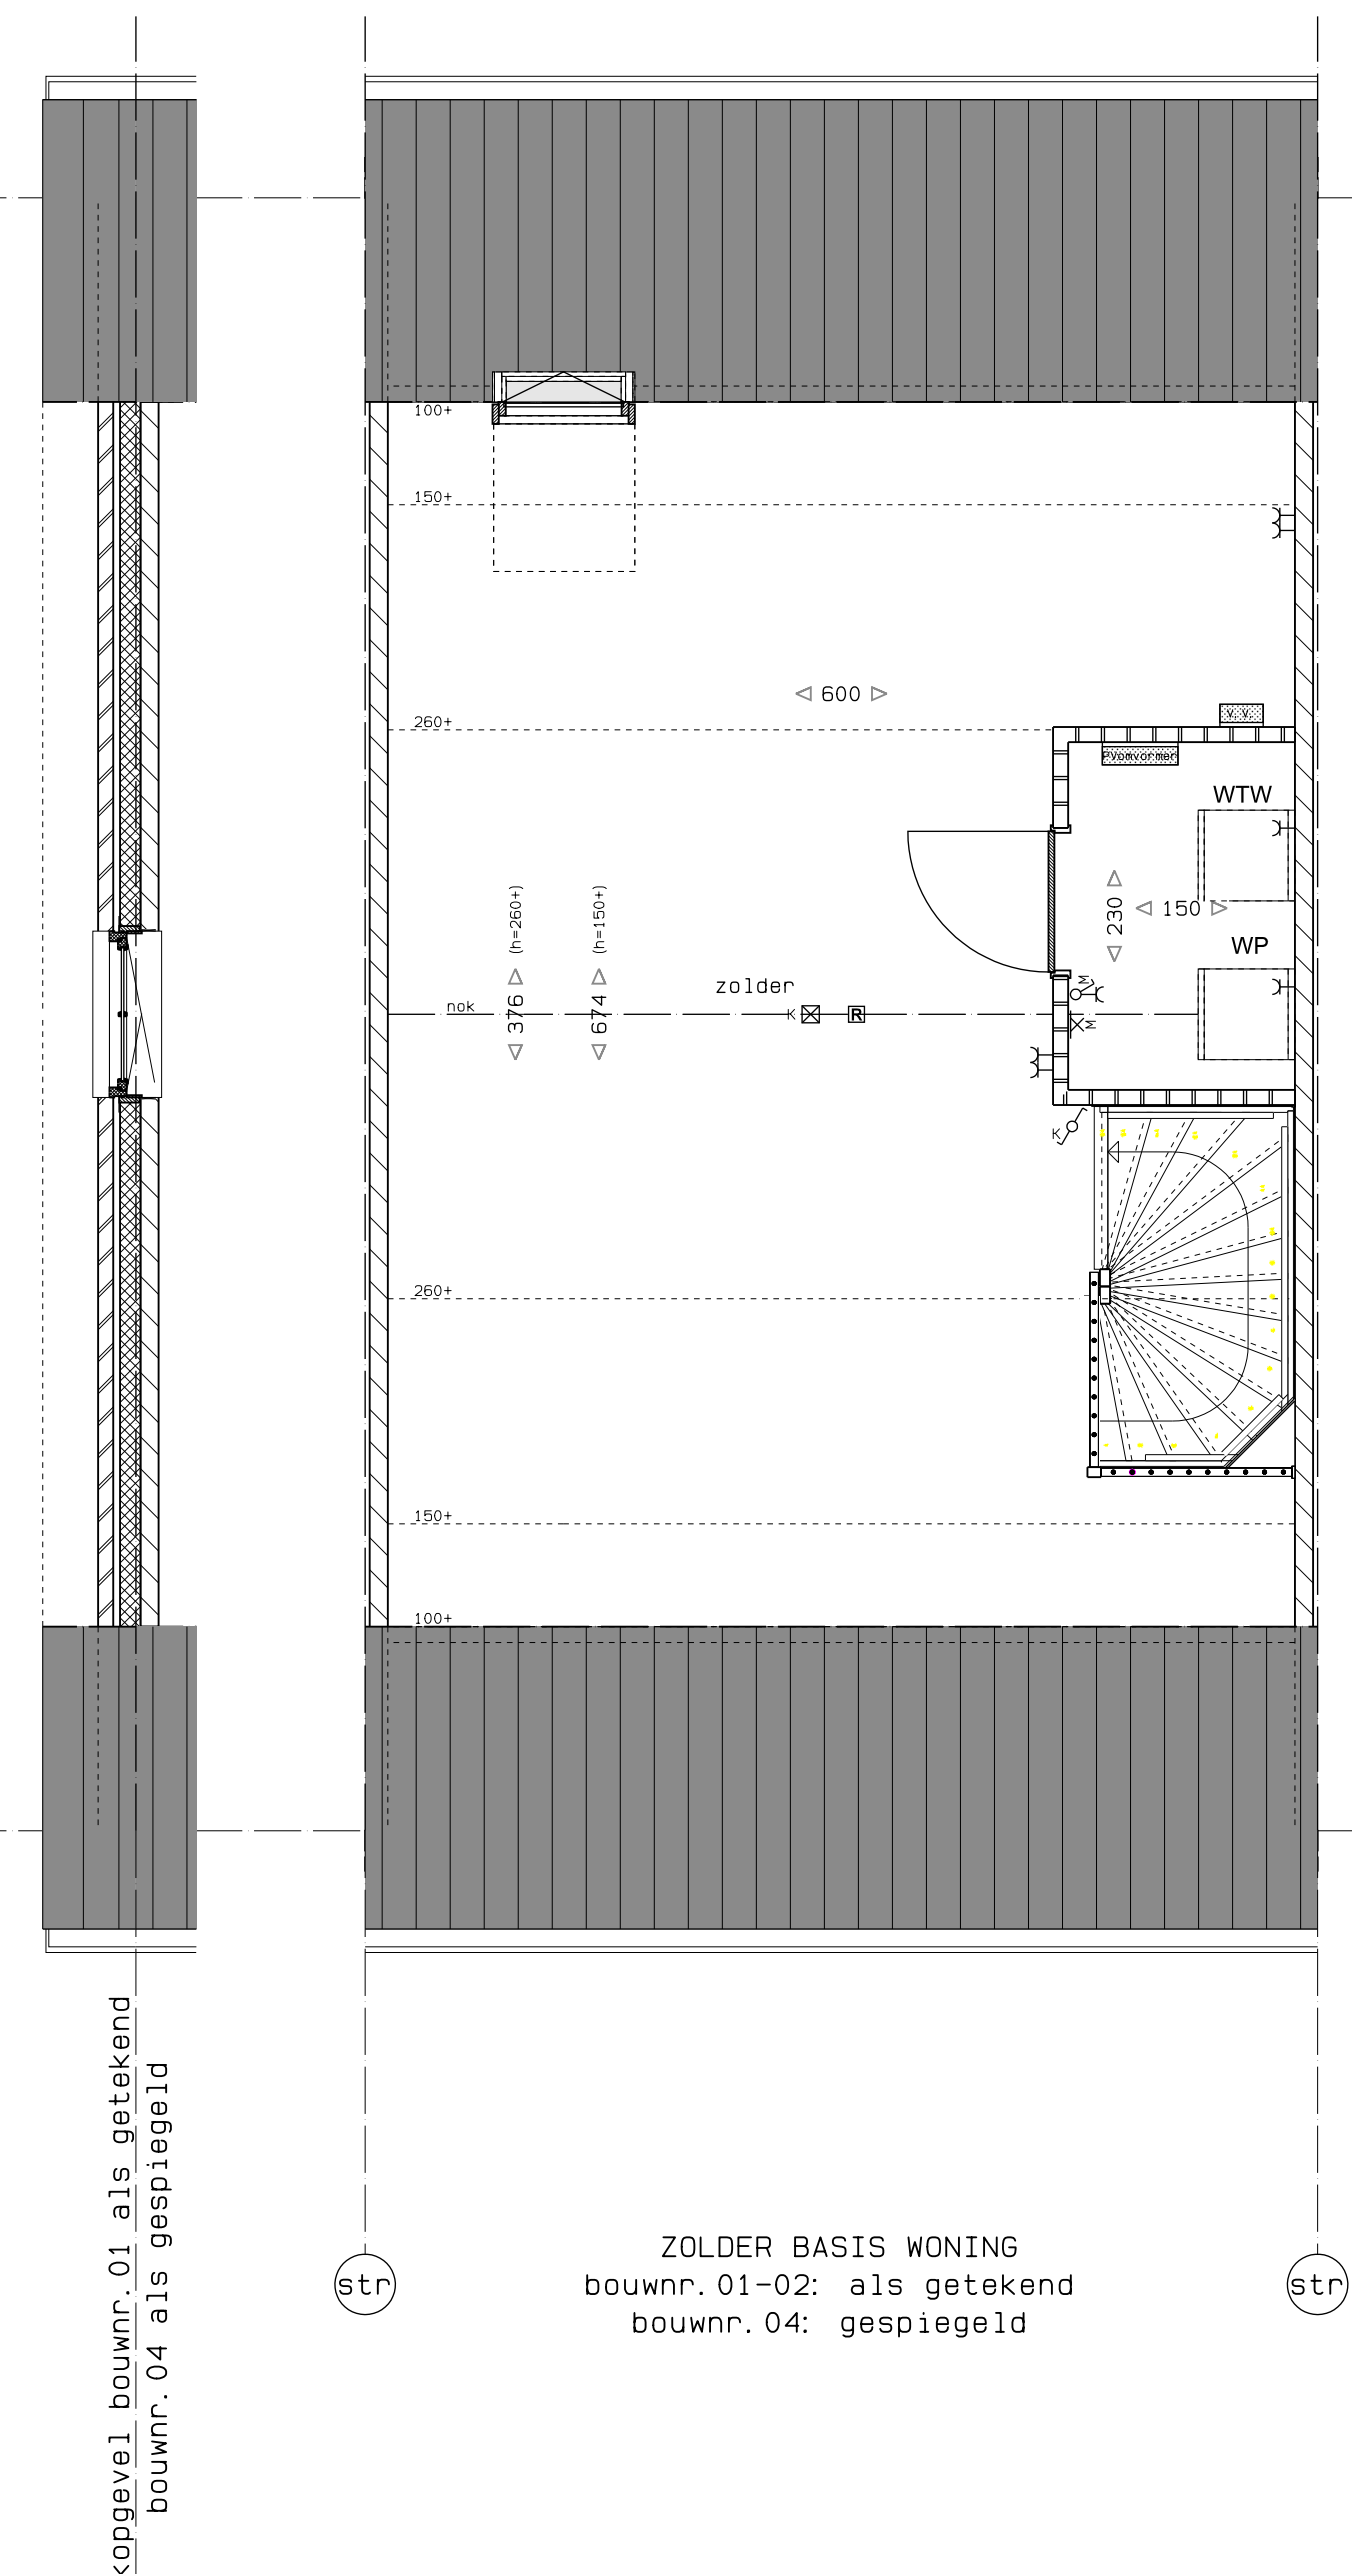 100+
150+
600
260+
V.V.
PVomvormer
WTW
230
150
WP
376 (h=260+)
674 (h=150+)
zolder
nok
K
R
M
M
K
260+
150+
100+
kopgevel bouwnr. 01 als getekend
bouwnr. 04 als gespiegeld
ZOLDER BASIS WONING
bouwnr. 01-02: als getekend
bouwnr. 04: gespiegeld
str
str